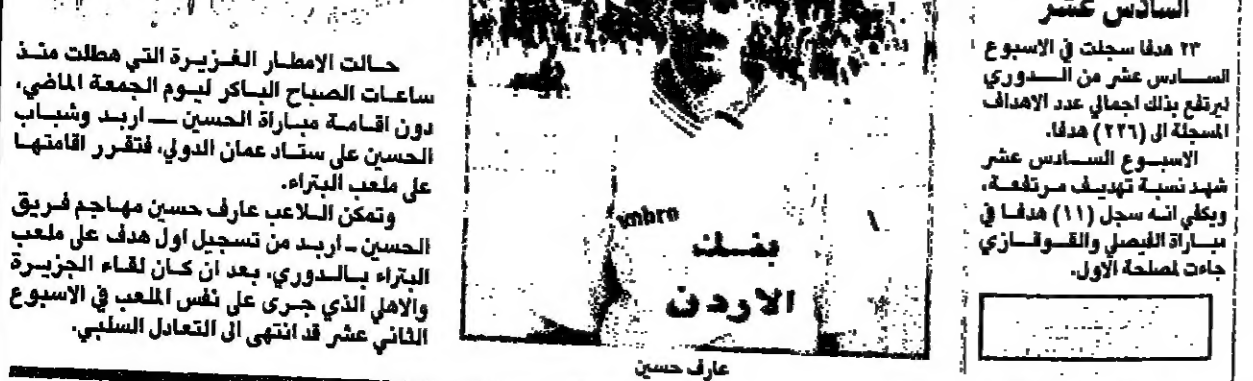 السادس عشر
٢٣ هدفا سجلت في الاسبوع
السادس عشر من الدوري
ليرتفع بذلك اجمالي عدد الاهداف
المسجلة الى (٢٢٦) هدفا.
الاسبوع السادس عشر
شهد نسبة تهديف مرتفعة،
ويكفي انه سجل (١١) هدفا في
مباراة الفيصلي والقوقازي
جاءت لمصلحة الاول.
umbro
بنك
الاردن
عارف حسين
حالت الامطار الغزيرة التي هطلت منذ
ساعات الصباح الباكر ليوم الجمعة الماضي،
دون اقامة مباراة الحسين ــ اربد وشباب
الحسين على ستاد عمان الدولي، فتقرر اقامتها
على ملعب البتراء.
وتمكن اللاعب عارف حسين مهاجم فريق
الحسين ـ اربد من تسجيل اول هدف على ملعب
البتراء بالدوري، بعد ان كان لقاء الجزيرة
والاهلي الذي جرى على نفس الملعب في الاسبوع
الثاني عشر قد انتهى الى التعادل السلبي.